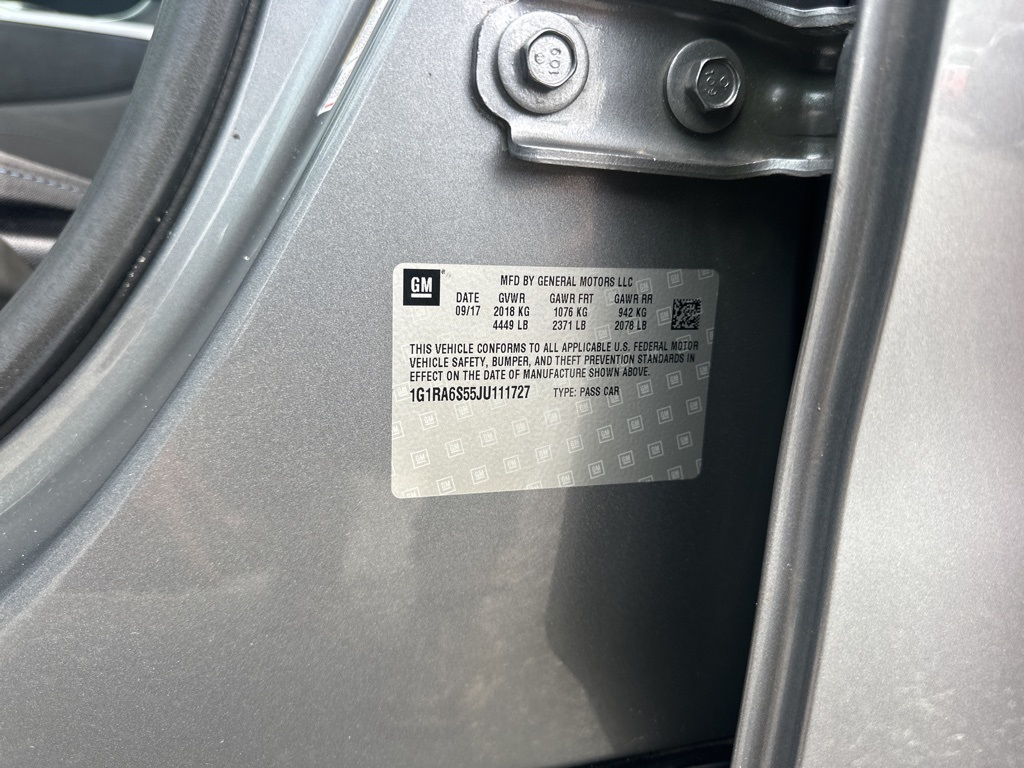 GM
MFD BY GENERAL MOTORS LLC
DATE GVWR GAWR FRT GAWR RR
09/17 2018 KG 1076 KG 942 KG
4449 LB 2371 LB 2078 LB
THIS VEHICLE CONFORMS TO ALL APPLICABLE U.S. FEDERAL MOTOR
VEHICLE SAFETY, BUMPER, AND THEFT PREVENTION STANDARDS IN
EFFECT ON THE DATE OF MANUFACTURE SHOWN ABOVE.
1G1RA6S55JU111727 TYPE: PASS CAR